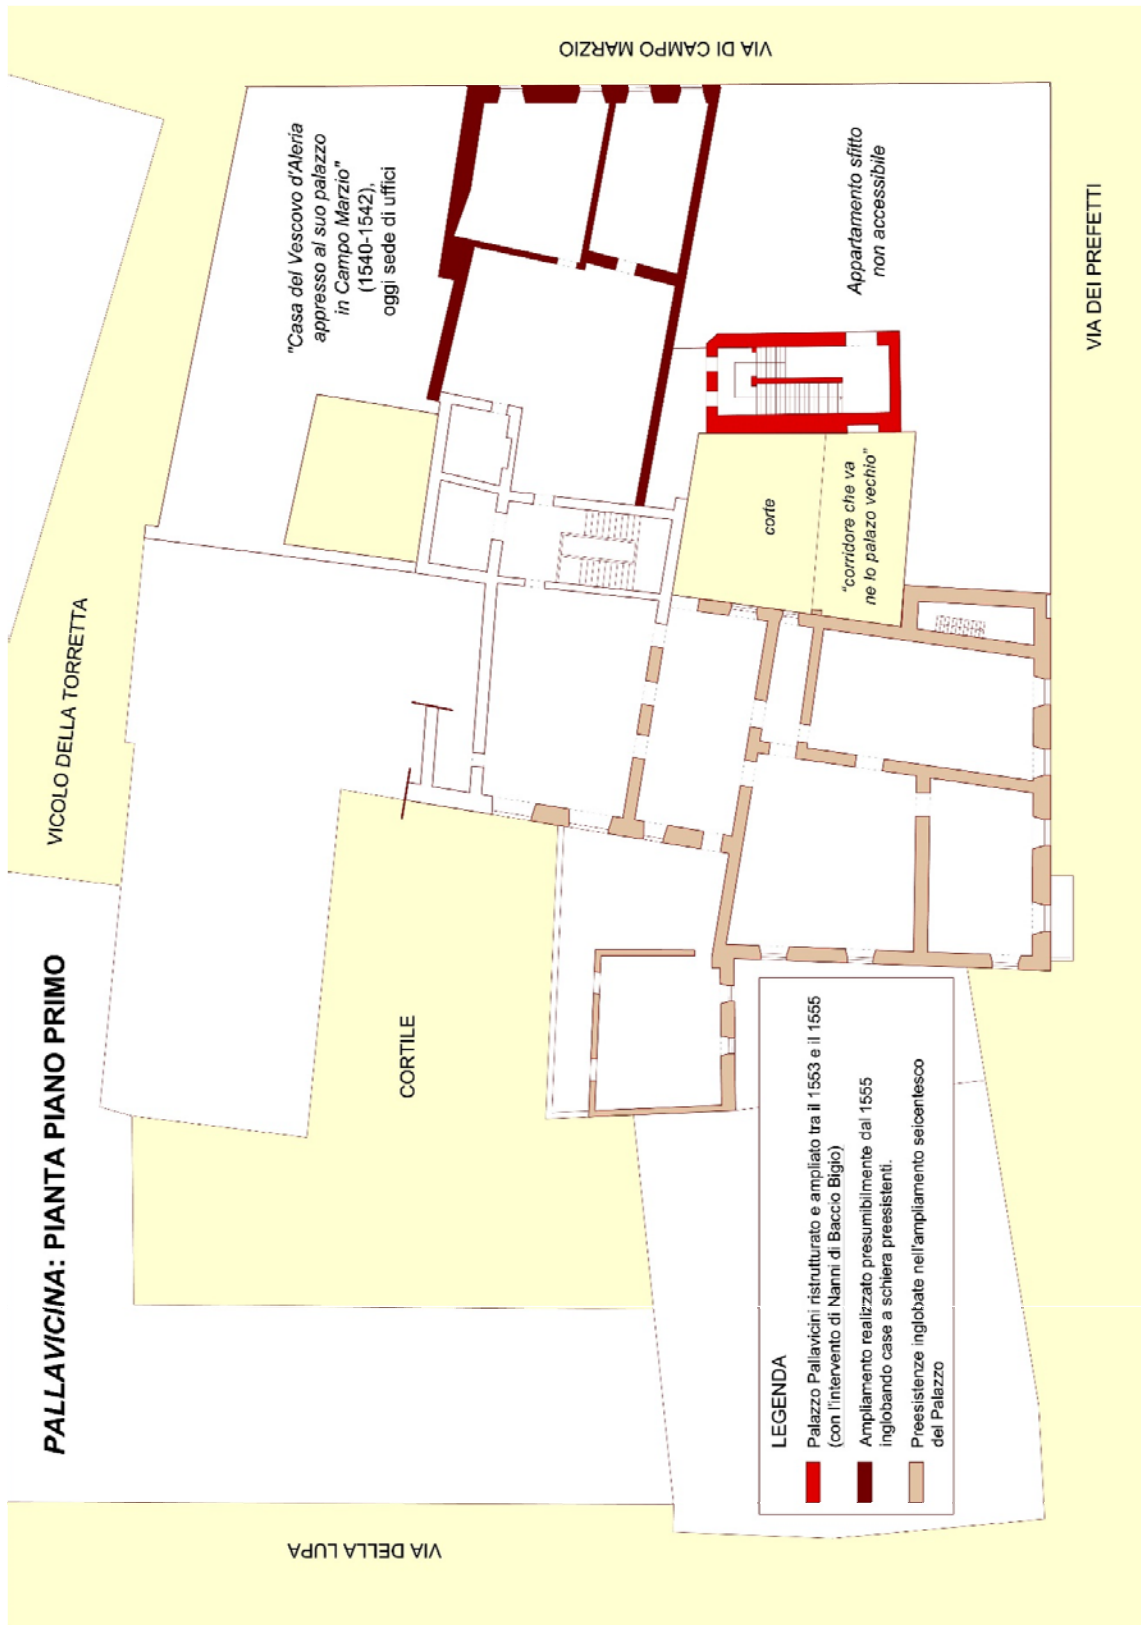 PALLAVICINA: PIANTA PIANO PRIMO
VICOLO DELLA TORRETTA
"Casa del Vescovo d'Aleria
appresso al suo palazzo
in Campo Marzio"
(1540-1542),
oggi sede di uffici
VIA DI CAMPO MARZIO
VIA DELLA LUPA
CORTILE
corte
"corridore che va
ne lo palazo vechio"
Appartamento sfitto
non accessibile
VIA DEI PREFETTI
LEGENDA
Palazzo Pallavicini ristrutturato e ampliato tra il 1553 e il 1555
(con l'intervento di Nanni di Baccio Bigio)
Ampliamento realizzato presumibilmente dal 1555
inglobando case a schiera preesistenti.
Preesistenze inglobate nell'ampliamento seicentesco
del Palazzo